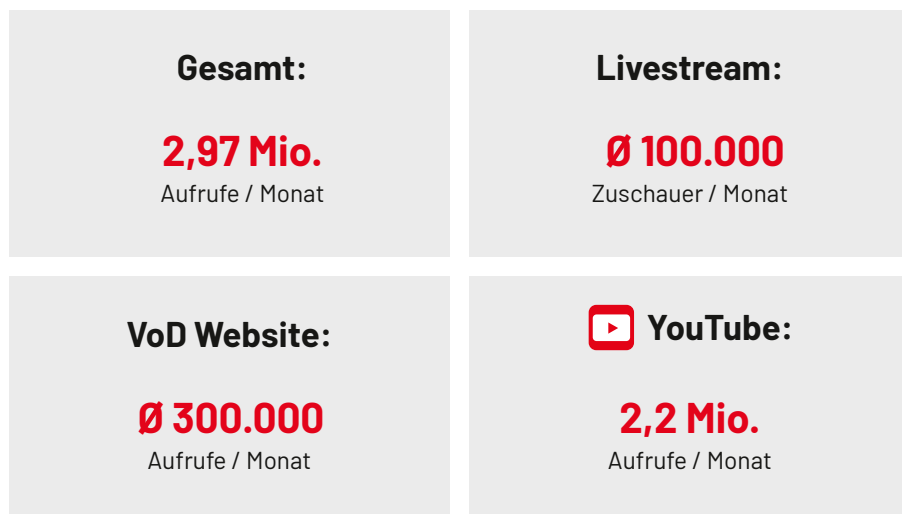 Gesamt:
2,97 Mio.
Aufrufe / Monat
Livestream:
Ø 100.000
Zuschauer / Monat
VoD Website:
Ø 300.000
Aufrufe / Monat
YouTube:
2,2 Mio.
Aufrufe / Monat